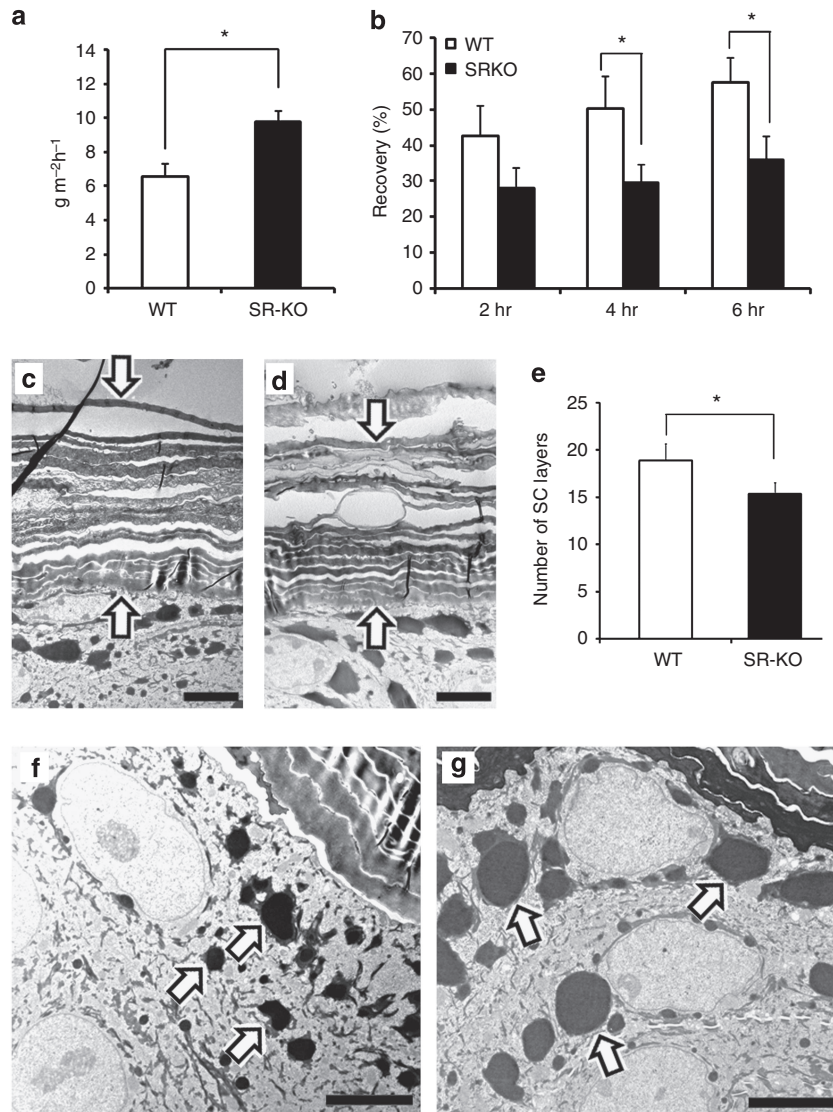 a
*
14
12
10
8
6
4
2
0
g m⁻²h⁻¹
WT
SR-KO
b
WT
SRKO
*
*
70
60
50
40
30
20
10
0
Recovery (%)
2 hr
4 hr
6 hr
c
d
e
*
25
20
15
10
5
0
Number of SC layers
WT
SR-KO
f
g